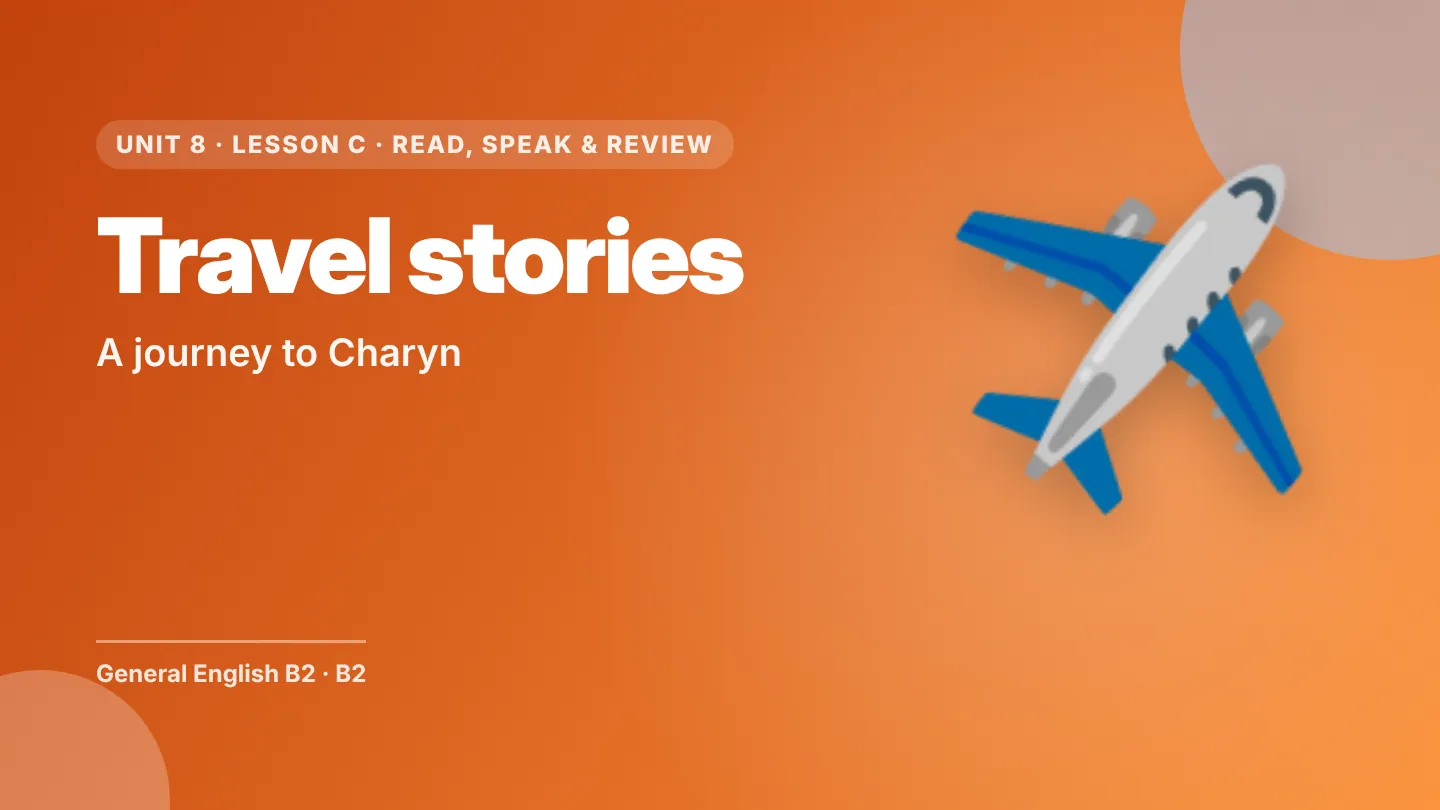 UNIT 8 · LESSON C · READ, SPEAK & REVIEW
Travel stories
A journey to Charyn
General English B2 · B2